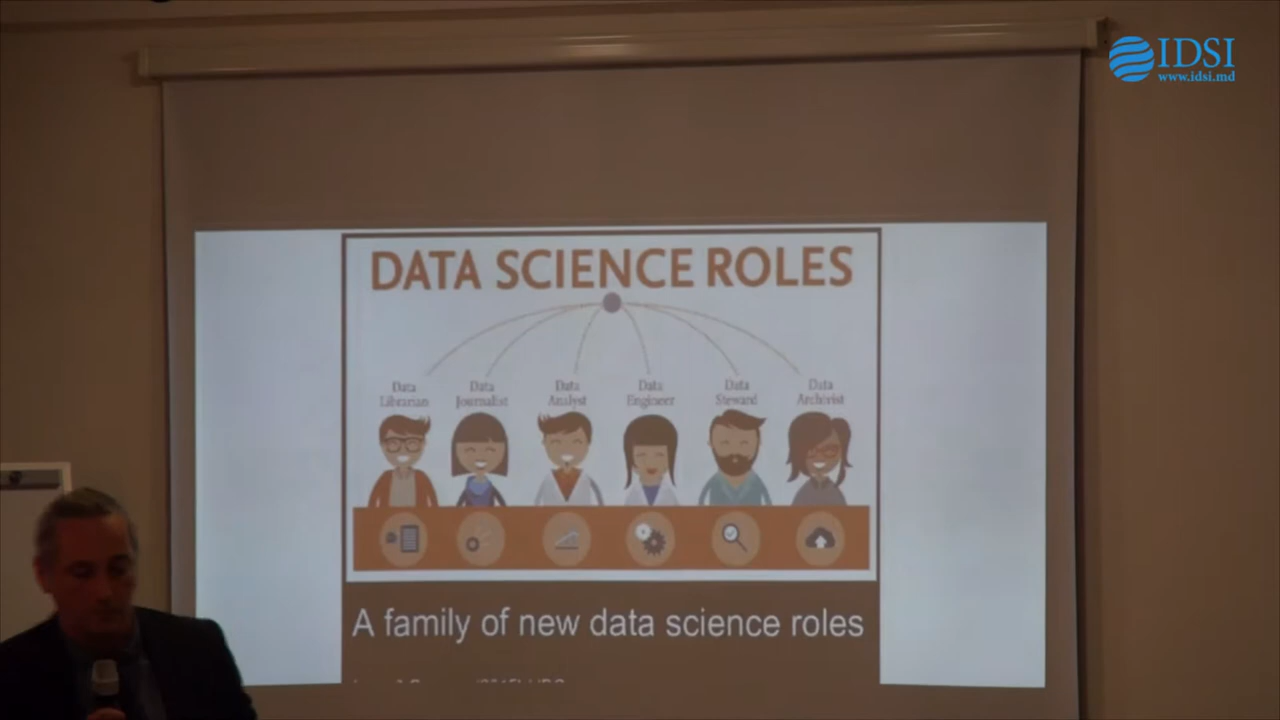 IDSI
www.idsi.md
DATA SCIENCE ROLES
Data Librarian
Data Journalist
Data Analyst
Data Engineer
Data Steward
Data Archivist
A family of new data science roles